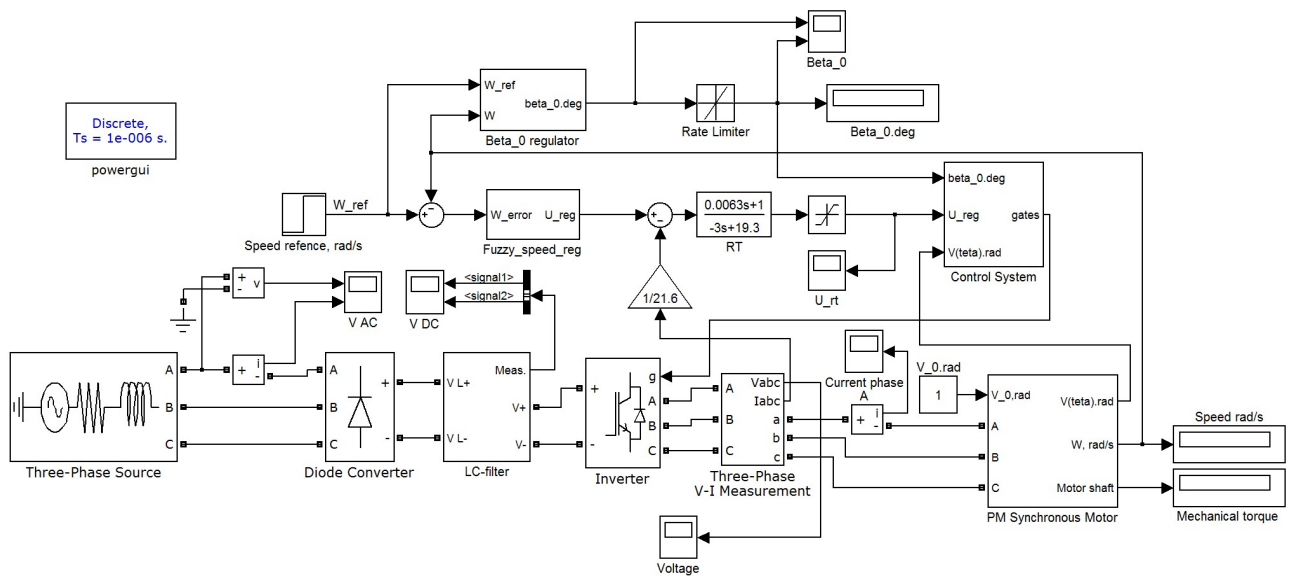 Beta_0
W_ref
W
beta_0.deg
Beta_0 regulator
Rate Limiter
Beta_0.deg
Discrete,
Ts = 1e-006 s.
powergui
W_ref
Speed refence, rad/s
+
-
W_error
U_reg
Fuzzy_speed_reg
+
-
0.0063s+1
-3s+19.3
RT
U_rt
beta_0.deg
U_reg
V(teta).rad
gates
Control System
+
-
v
V AC
V DC
<signal1>
<signal2>
1/21.6
A
B
C
Three-Phase Source
+
i
-
A
B
C
+
-
Diode Converter
V L+
V L-
Meas.
V+
V-
LC-filter
+
-
g
A
B
C
Inverter
A
B
C
Vabc
Iabc
a
b
c
Three-Phase
V-I Measurement
Voltage
Current phase
A
+
i
-
V_0.rad
1
V_0,rad
A
B
C
V(teta).rad
W, rad/s
Motor shaft
PM Synchronous Motor
Speed rad/s
Mechanical torque